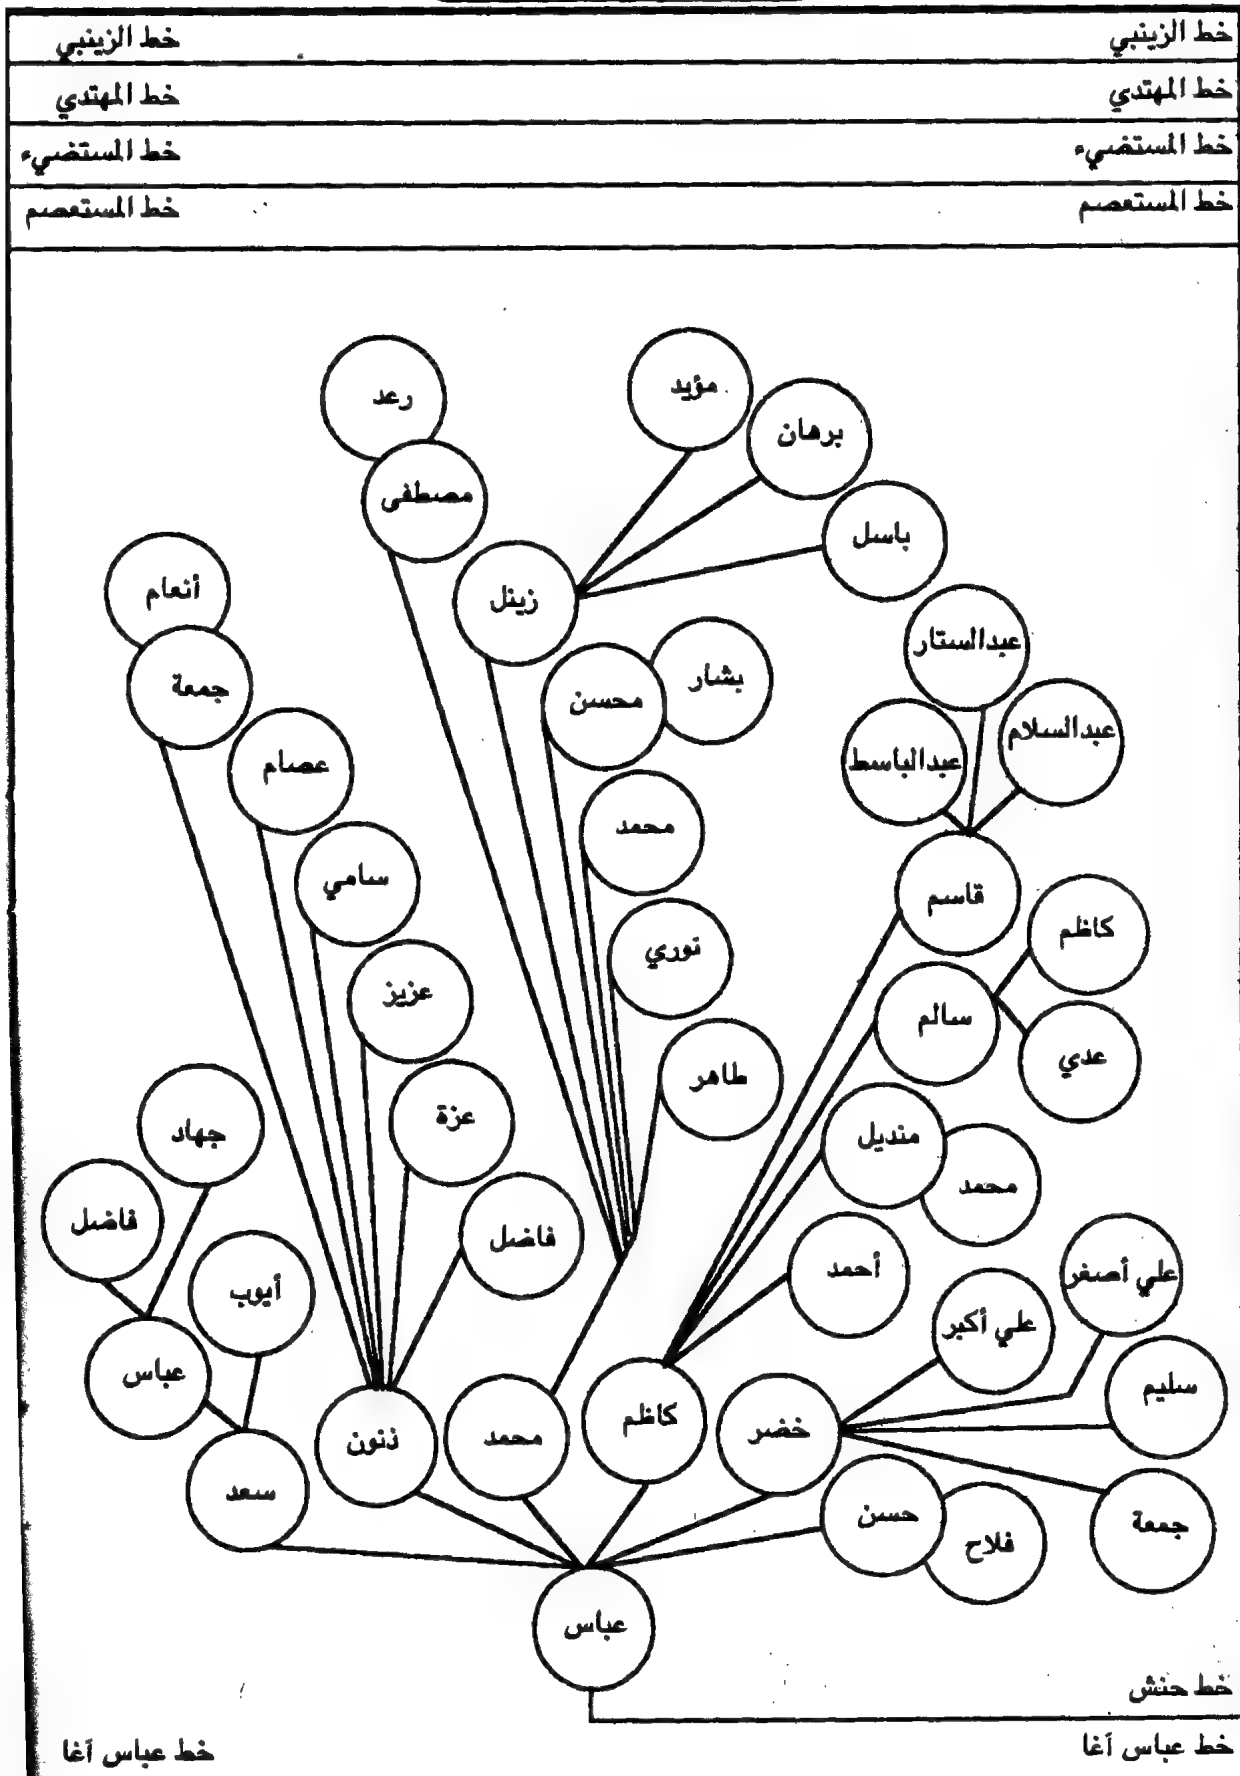 خط الزينبي خط الزينبي
خط المهتدي خط المهتدي
خط المستضيء خط المستضيء
خط المستعصم خط المستعصم
مؤيد
رعد
برهان
مصطفى
باسل
أنعام
زينل
عبدالستار
بشار
محسن
جمعة
عبدالسلام
عبدالباسط
عصام
محمد
سامي
قاسم
كاظم
نوري
عزيز
سالم
عدي
طاهر
عزة
منديل
جهاد
محمد
فاضل
فاضل
أحمد
علي أصغر
أيوب
علي أكبر
عباس
سليم
كاظم
خضر
محمد
ذنون
سعد
حسن
جمعة
فلاح
عباس
خط حنش
خط عباس آغا خط عباس آغا